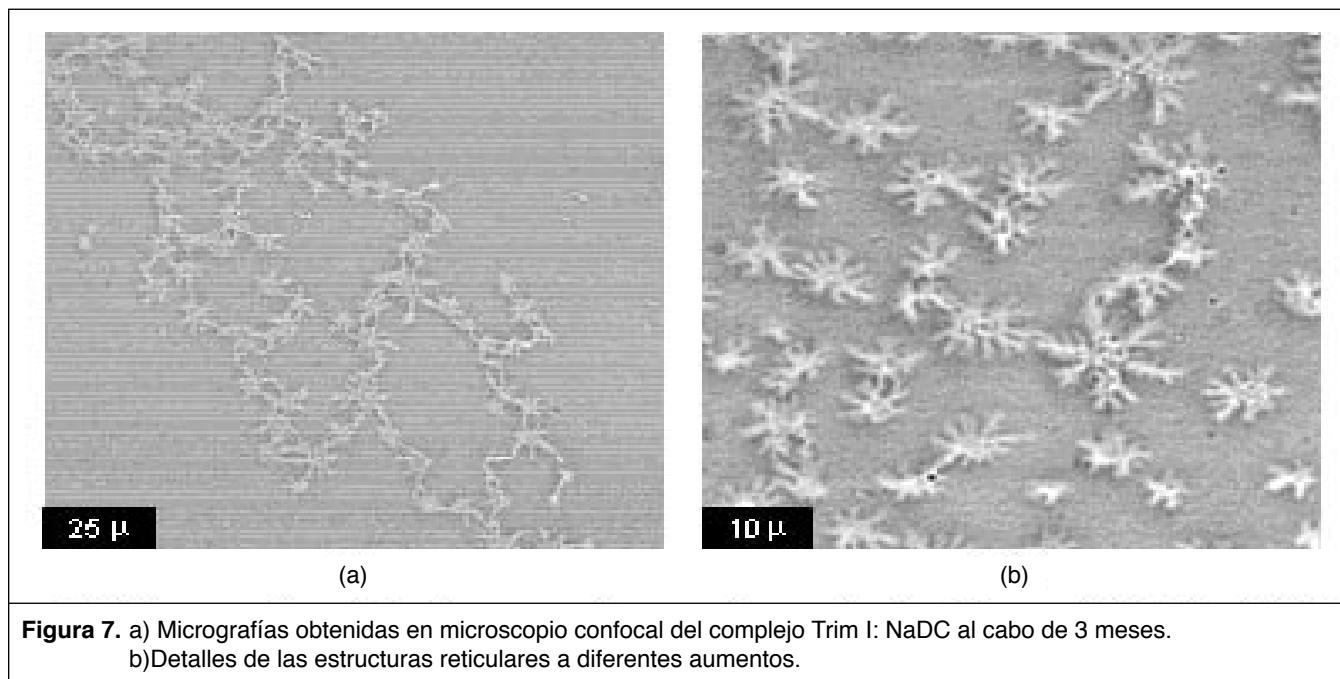 25 μ
10 μ
(a)
(b)
Figura 7. a) Micrografías obtenidas en microscopio confocal del complejo Trim I: NaDC al cabo de 3 meses.
b)Detalles de las estructuras reticulares a diferentes aumentos.